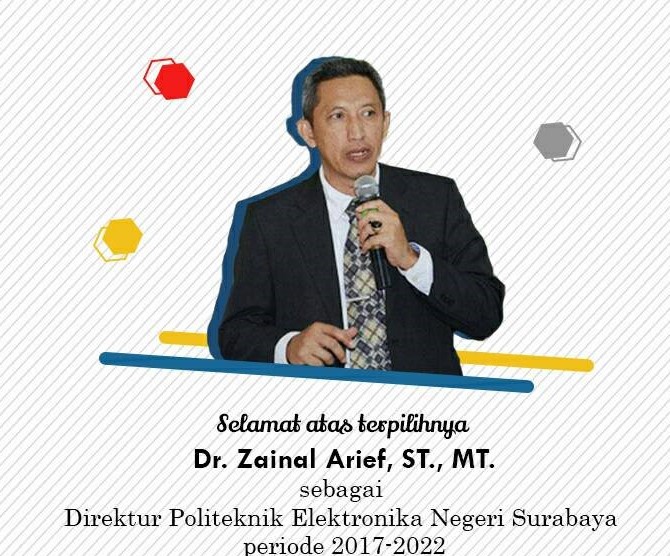 Selamat atas terpilihnya
Dr. Zainal Arief, ST., MT.
sebagai
Direktur Politeknik Elektronika Negeri Surabaya
periode 2017-2022